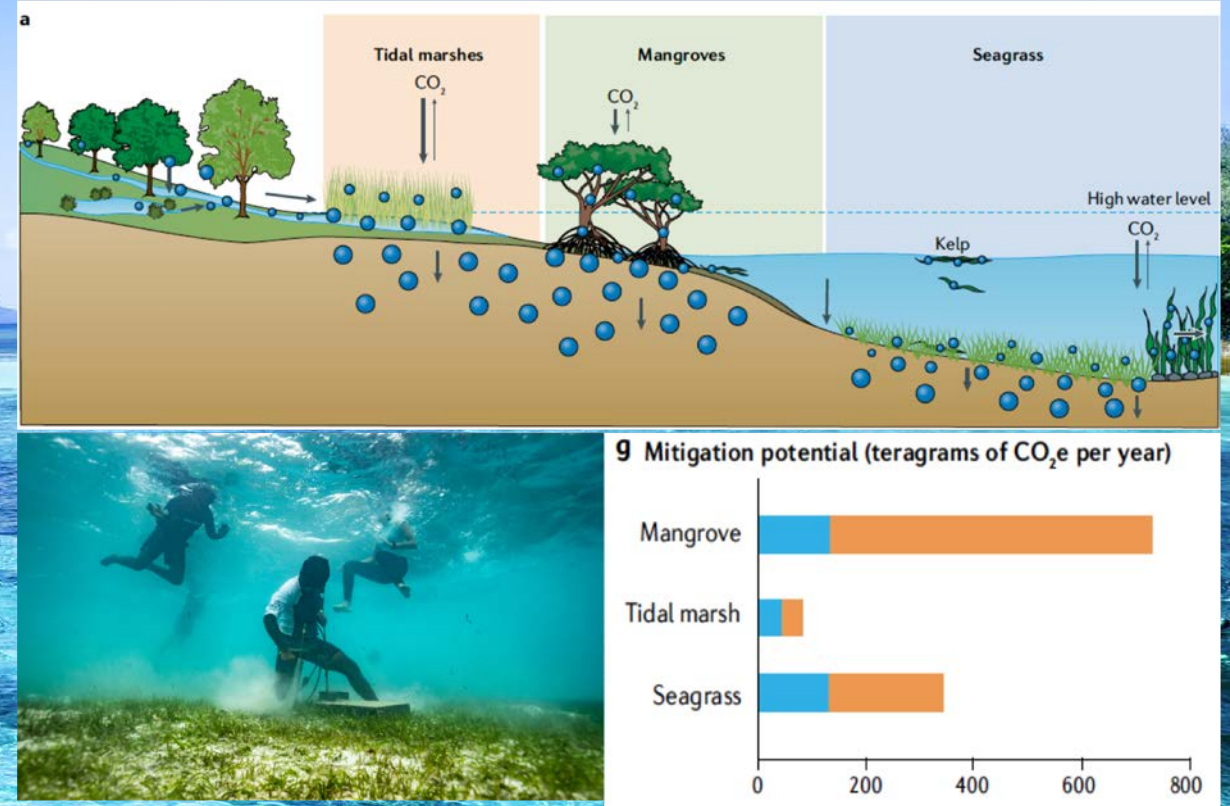 a
Tidal marshes
Mangroves
Seagrass
CO₂
CO₂
High water level
CO₂
Kelp
g Mitigation potential (teragrams of CO₂e per year)
Mangrove
Tidal marsh
Seagrass
0 200 400 600 800